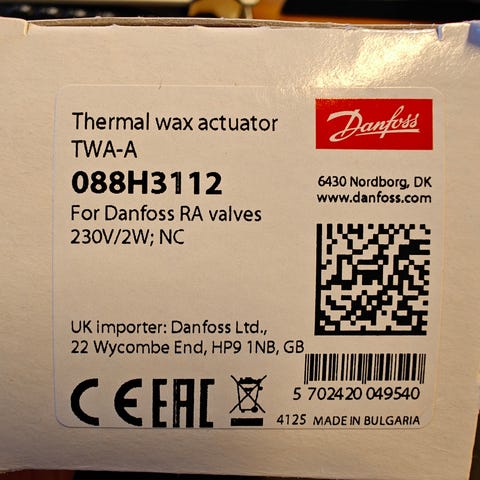 Thermal wax actuator
TWA-A
088H3112
For Danfoss RA valves
230V/2W; NC
Danfoss
6430 Nordborg, DK
www.danfoss.com
UK importer: Danfoss Ltd.,
22 Wycombe End, HP9 1NB, GB
5 702420 049540
CE EAC
4125 MADE IN BULGARIA